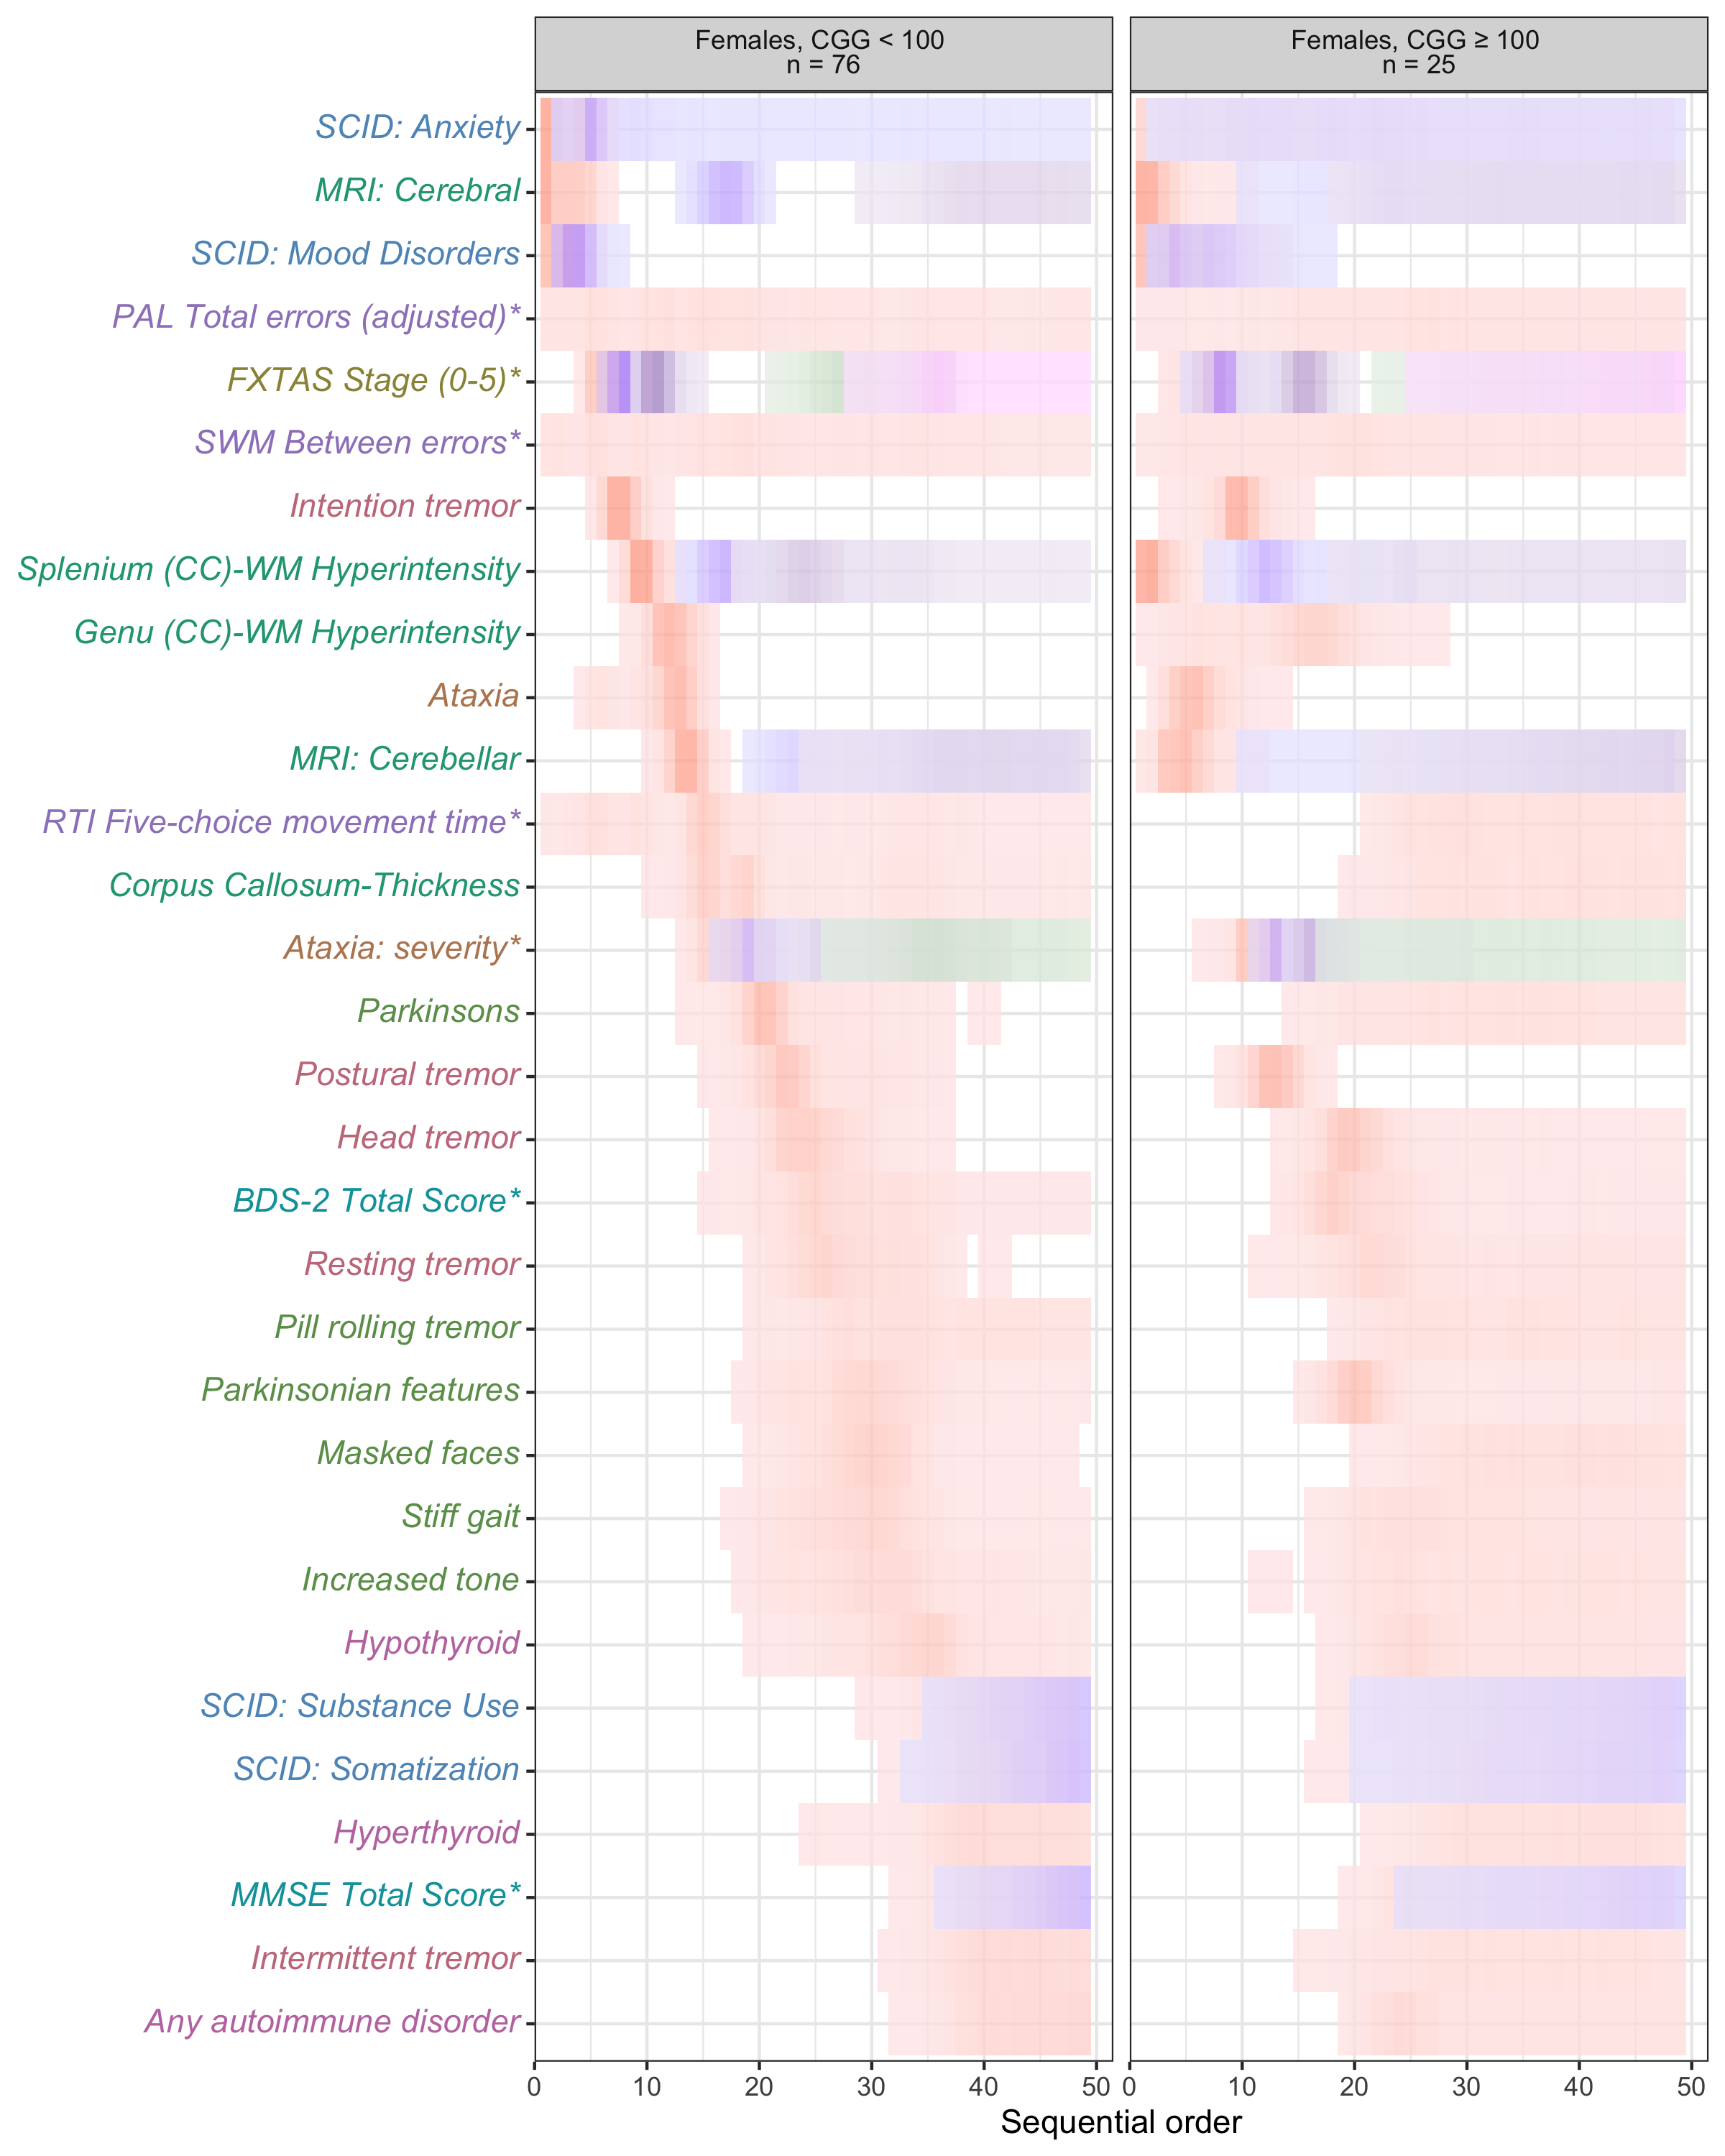 Females, CGG < 100
n = 76
Females, CGG ≥ 100
n = 25
SCID: Anxiety
MRI: Cerebral
SCID: Mood Disorders
PAL Total errors (adjusted)*
FXTAS Stage (0-5)*
SWM Between errors*
Intention tremor
Splenium (CC)-WM Hyperintensity
Genu (CC)-WM Hyperintensity
Ataxia
MRI: Cerebellar
RTI Five-choice movement time*
Corpus Callosum-Thickness
Ataxia: severity*
Parkinsons
Postural tremor
Head tremor
BDS-2 Total Score*
Resting tremor
Pill rolling tremor
Parkinsonian features
Masked faces
Stiff gait
Increased tone
Hypothyroid
SCID: Substance Use
SCID: Somatization
Hyperthyroid
MMSE Total Score*
Intermittent tremor
Any autoimmune disorder
0 10 20 30 40 50 0 10 20 30 40 50
Sequential order